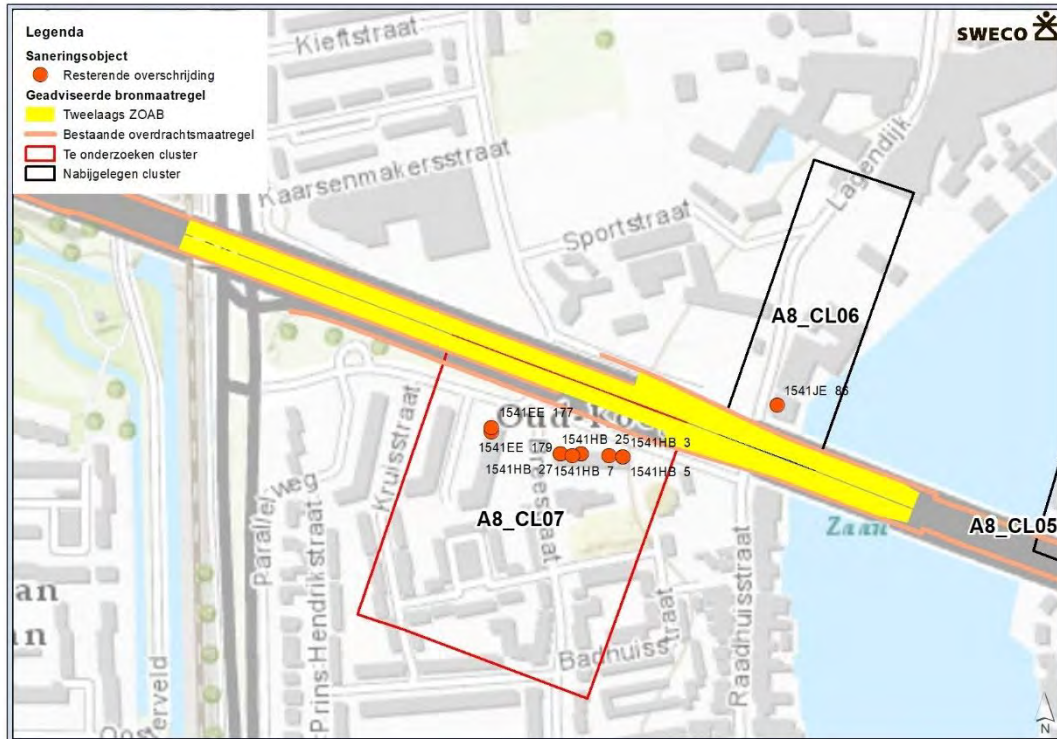 Legenda
Saneringsobject
Resterende overschrijding
Geadviseerde bronmaatregel
Tweelaags ZOAB
Bestaande overdrachtsmaatregel
Te onderzoeken cluster
Nabijgelegen cluster
SWECO
Kieftstraat
Kaarsenmakersstraat
Sportstraat
Lagendijk
A8_CL06
1541JE 86
1541EE 177
1541EE 179
1541HB 25
1541HB 3
1541HB 27
1541HB 7
1541HB 5
Kruisstraat
A8_CL07
A8_CL05
Zaan
Parallelweg
Prins-Hendrikstraat
Badhuisstraat
Raadhuisstraat
N